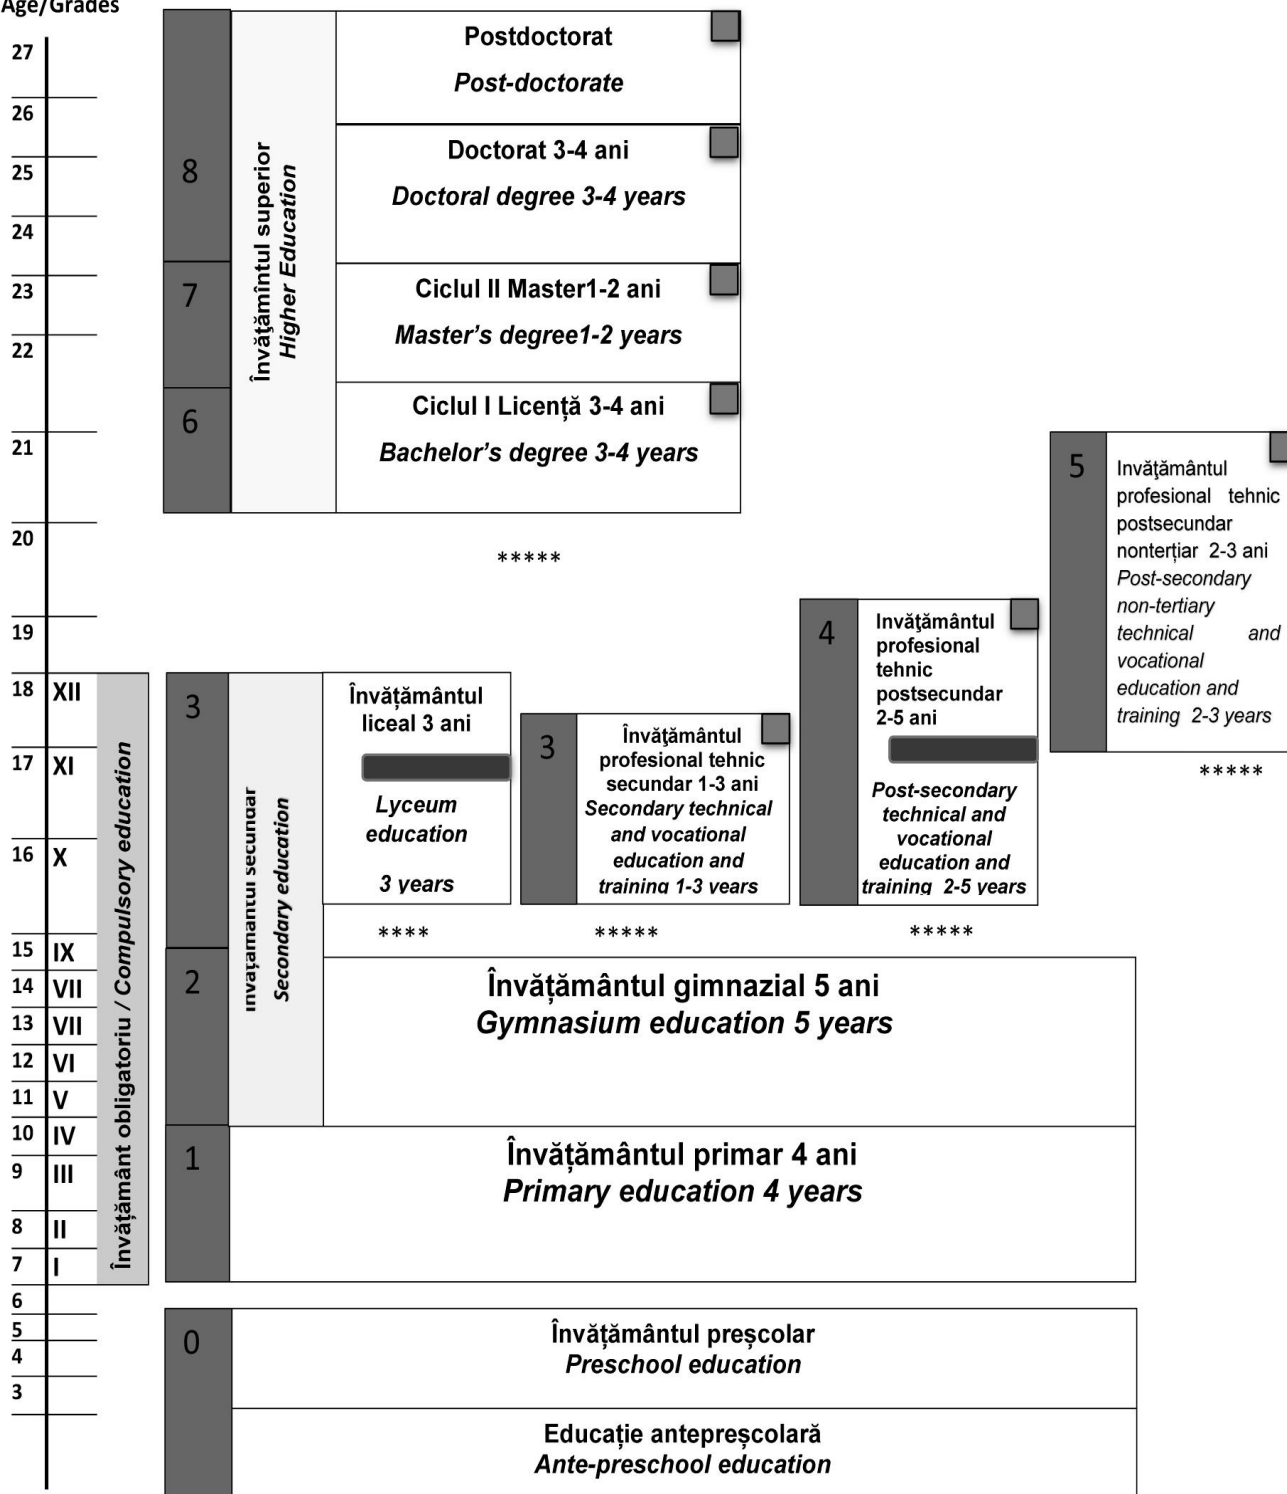 Age/Grades
27
26
25
24
23
22
21
20
19
18 XII
17 XI
16 X
15 IX
14 VII
13 VII
12 VI
11 V
10 IV
9 III
8 II
7 I
6
5
4
3
Învățământ obligatoriu / Compulsory education
8
7
6
Învăţămîntul superior
Higher Education
Postdoctorat
Post-doctorate
Doctorat 3-4 ani
Doctoral degree 3-4 years
Ciclul II Master1-2 ani
Master’s degree1-2 years
Ciclul I Licență 3-4 ani
Bachelor’s degree 3-4 years
*****
5
Invăţământul
profesional tehnic
postsecundar
nonterțiar 2-3 ani
Post-secondary
non-tertiary
technical and
vocational
education and
training 2-3 years
*****
4
Invăţământul
profesional
tehnic
postsecundar
2-5 ani
Post-secondary
technical and
vocational
education and
training 2-5 years
*****
3
Învăţământul
profesional tehnic
secundar 1-3 ani
Secondary technical
and vocational
education and
training 1-3 years
*****
3
2
Învățământul secundar
Secondary education
Învățământul
liceal 3 ani
Lyceum
education
3 years
****
Învățământul gimnazial 5 ani
Gymnasium education 5 years
1
Învățământul primar 4 ani
Primary education 4 years
0
Învățământul preșcolar
Preschool education
Educație antepreșcolară
Ante-preschool education